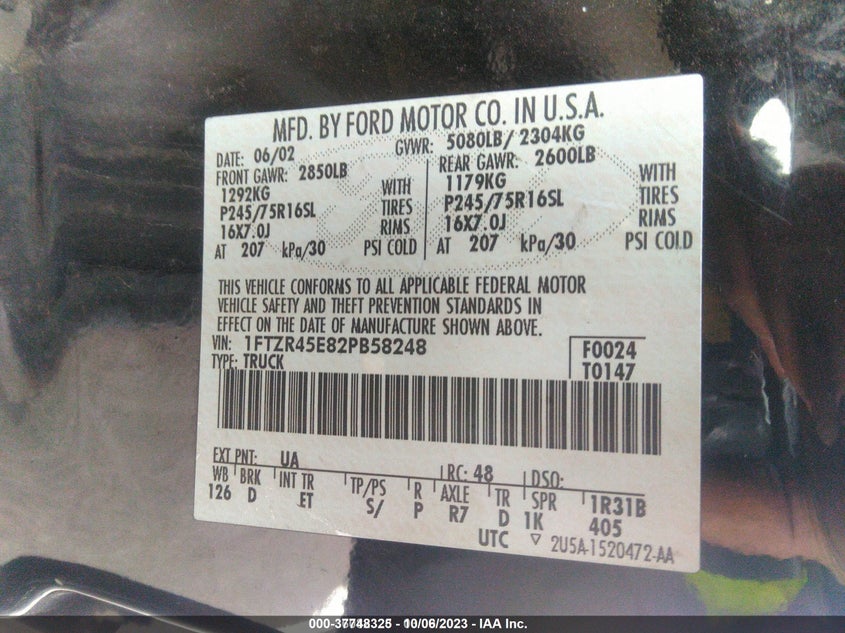 MFD. BY FORD MOTOR CO. IN U.S.A.
DATE: 06/02 GVWR: 5080LB/ 2304KG
FRONT GAWR: 2850LB REAR GAWR: 2600LB
1292KG WITH 1179KG WITH
P245/75R16SL TIRES P245/75R16SL TIRES
16X7.0J RIMS 16X7.0J RIMS
AT 207 kPa/30 PSI COLD AT 207 kPa/30 PSI COLD
THIS VEHICLE CONFORMS TO ALL APPLICABLE FEDERAL MOTOR
VEHICLE SAFETY AND THEFT PREVENTION STANDARDS IN
EFFECT ON THE DATE OF MANUFACTURE SHOWN ABOVE.
VIN: 1FTZR45E82PB58248 F0024
TYPE: TRUCK T0147
EXT PNT: UA RC: 48 DSO:
WB BRK INT TR TP/PS R AXLE TR SPR 1R31B
126 D ET S/ P R7 D 1K 405
UTC ▽ 2U5A-1520472-AA
000-37748325 - 10/06/2023 - IAA Inc.